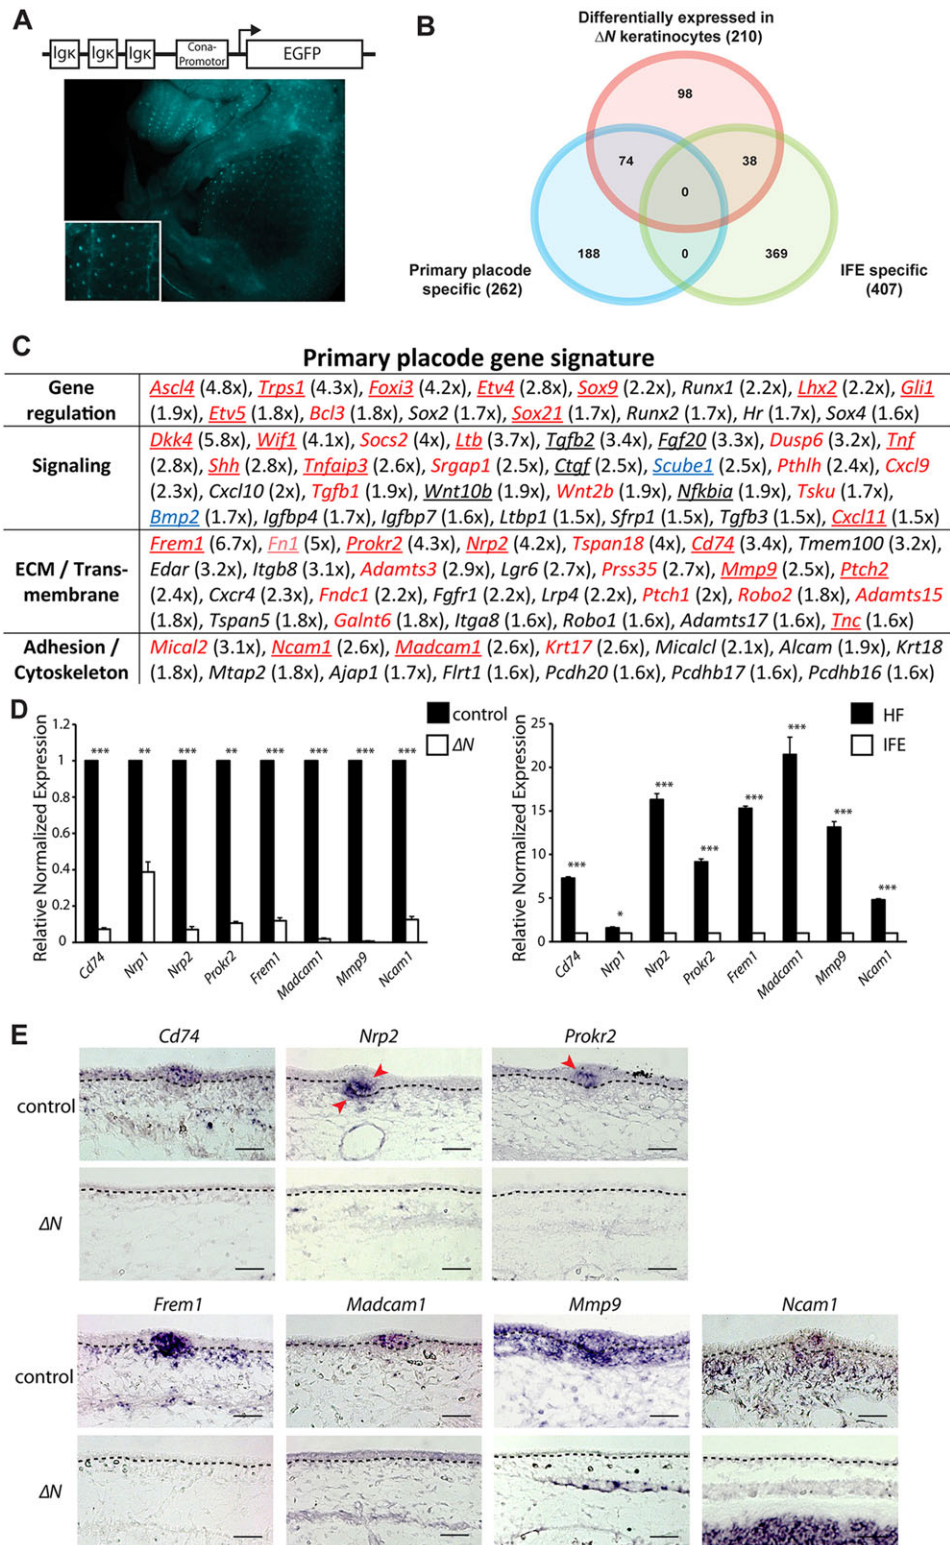 A
Igκ Igκ Igκ Cona-Promotor EGFP
B
Differentially expressed in
ΔN keratinocytes (210)
98
74
38
0
188
0
369
Primary placode
specific (262)
IFE specific
(407)
C
Primary placode gene signature
Gene
regulation
Ascl4 (4.8x), Trps1 (4.3x), Foxi3 (4.2x), Etv4 (2.8x), Sox9 (2.2x), Runx1 (2.2x), Lhx2 (2.2x), Gli1
(1.9x), Etv5 (1.8x), Bcl3 (1.8x), Sox2 (1.7x), Sox21 (1.7x), Runx2 (1.7x), Hr (1.7x), Sox4 (1.6x)
Signaling
Dkk4 (5.8x), Wif1 (4.1x), Socs2 (4x), Ltb (3.7x), Tgfb2 (3.4x), Fgf20 (3.3x), Dusp6 (3.2x), Tnf
(2.8x), Shh (2.8x), Tnfaip3 (2.6x), Srgap1 (2.5x), Ctgf (2.5x), Scube1 (2.5x), Pthlh (2.4x), Cxcl9
(2.3x), Cxcl10 (2x), Tgfb1 (1.9x), Wnt10b (1.9x), Wnt2b (1.9x), Nfkbia (1.9x), Tsku (1.7x),
Bmp2 (1.7x), Igfbp4 (1.7x), Igfbp7 (1.6x), Ltbp1 (1.5x), Sfrp1 (1.5x), Tgfb3 (1.5x), Cxcl11 (1.5x)
ECM / Trans-
membrane
Frem1 (6.7x), Fn1 (5x), Prokr2 (4.3x), Nrp2 (4.2x), Tspan18 (4x), Cd74 (3.4x), Tmem100 (3.2x),
Edar (3.2x), Itgb8 (3.1x), Adamts3 (2.9x), Lgr6 (2.7x), Prss35 (2.7x), Mmp9 (2.5x), Ptch2
(2.4x), Cxcr4 (2.3x), Fndc1 (2.2x), Fgfr1 (2.2x), Lrp4 (2.2x), Ptch1 (2x), Robo2 (1.8x), Adamts15
(1.8x), Tspan5 (1.8x), Galnt6 (1.8x), Itga8 (1.6x), Robo1 (1.6x), Adamts17 (1.6x), Tnc (1.6x)
Adhesion /
Cytoskeleton
Mical2 (3.1x), Ncam1 (2.6x), Madcam1 (2.6x), Krt17 (2.6x), Micalcl (2.1x), Alcam (1.9x), Krt18
(1.8x), Mtap2 (1.8x), Ajap1 (1.7x), Flrt1 (1.6x), Pcdh20 (1.6x), Pcdhb17 (1.6x), Pcdhb16 (1.6x)
D
Relative Normalized Expression
1.2
1
0.8
0.6
0.4
0.2
0
*** ** *** ** *** *** *** ***
control
ΔN
Cd74 Nrp1 Nrp2 Prokr2 Frem1 Madcam1 Mmp9 Ncam1
Relative Normalized Expression
25
20
15
10
5
0
*** * *** *** *** *** *** ***
HF
IFE
Cd74 Nrp1 Nrp2 Prokr2 Frem1 Madcam1 Mmp9 Ncam1
E
Cd74 Nrp2 Prokr2
control
ΔN
Frem1 Madcam1 Mmp9 Ncam1
control
ΔN